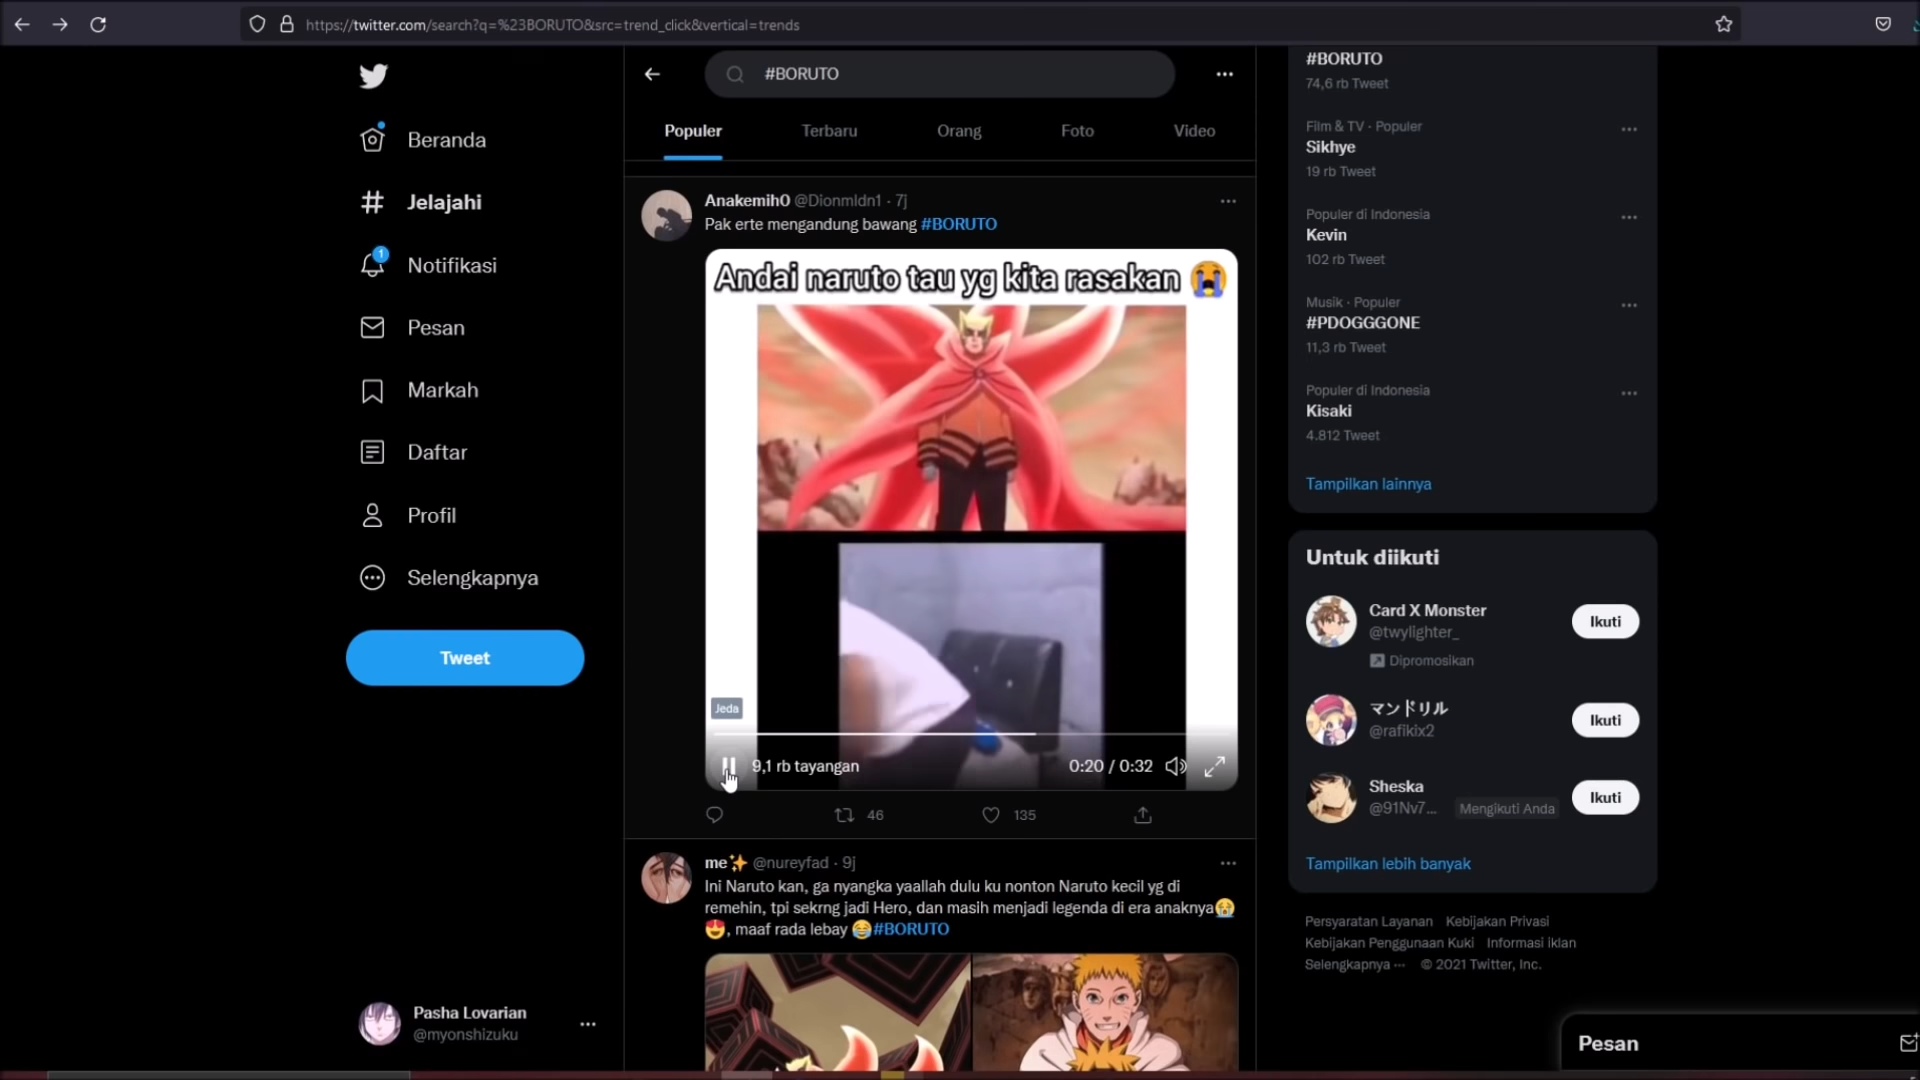 https://twitter.com/search?q=%23BORUTO&src=trend_click&vertical=trends
Beranda
Jelajahi
1
Notifikasi
Pesan
Markah
Daftar
Profil
Selengkapnya
Tweet
Pasha Lovarian
@myonshizuku
#BORUTO
Populer
Terbaru
Orang
Foto
Video
Anakemih0 @Dionmldn1 · 7j
Pak erte mengandung bawang #BORUTO
Andai naruto tau yg kita rasakan 😭
Jeda
9,1 rb tayangan
0:20 / 0:32
46
135
me✨ @nureyfad · 9j
Ini Naruto kan, ga nyangka yaallah dulu ku nonton Naruto kecil yg di
remehin, tpi sekrng jadi Hero, dan masih menjadi legenda di era anaknya😭
😍, maaf rada lebay 😂#BORUTO
#BORUTO
74,6 rb Tweet
Film & TV · Populer
Sikhye
19 rb Tweet
Populer di Indonesia
Kevin
102 rb Tweet
Musik · Populer
#PDOGGGONE
11,3 rb Tweet
Populer di Indonesia
Kisaki
4.812 Tweet
Tampilkan lainnya
Untuk diikuti
Card X Monster
@twylighter_
Dipromosikan
Ikuti
マンドリル
@rafikix2
Ikuti
Sheska
@91Nv7... Mengikuti Anda
Ikuti
Tampilkan lebih banyak
Persyaratan Layanan Kebijakan Privasi
Kebijakan Penggunaan Kuki Informasi iklan
Selengkapnya ··· © 2021 Twitter, Inc.
Pesan